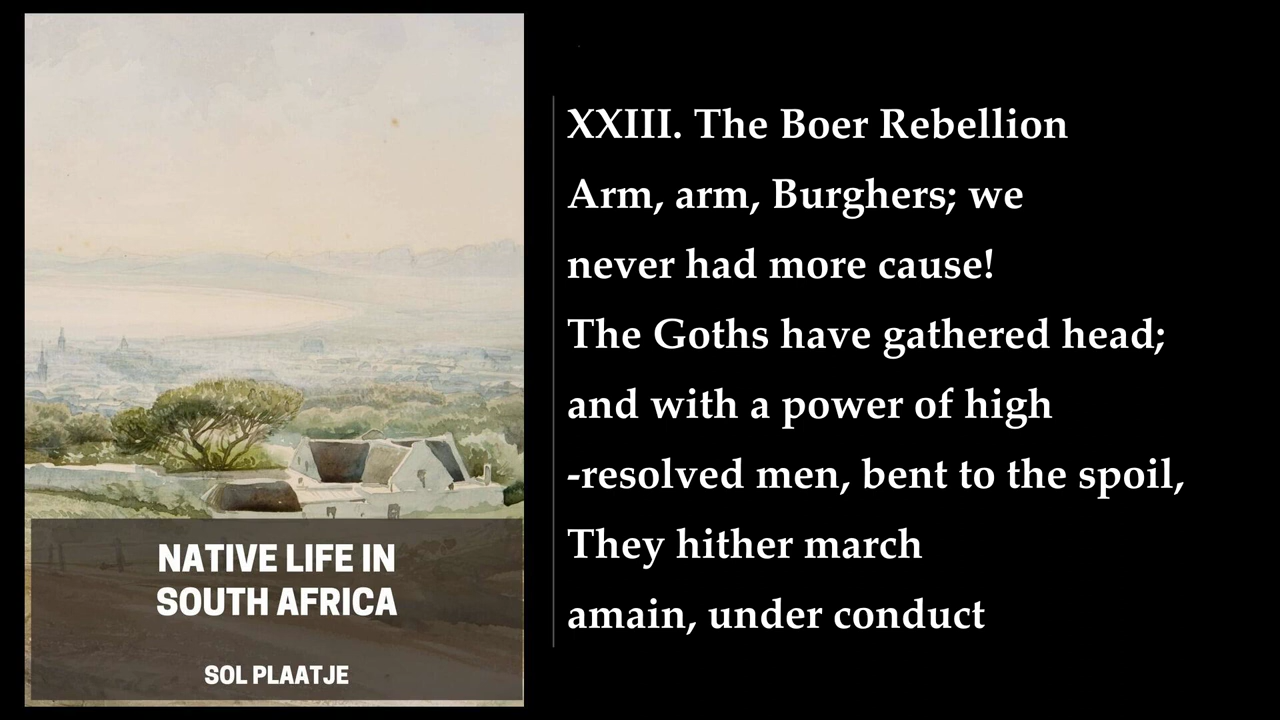 NATIVE LIFE IN
SOUTH AFRICA
SOL PLAATJE
XXIII. The Boer Rebellion
Arm, arm, Burghers; we
never had more cause!
The Goths have gathered head;
and with a power of high
-resolved men, bent to the spoil,
They hither march
amain, under conduct